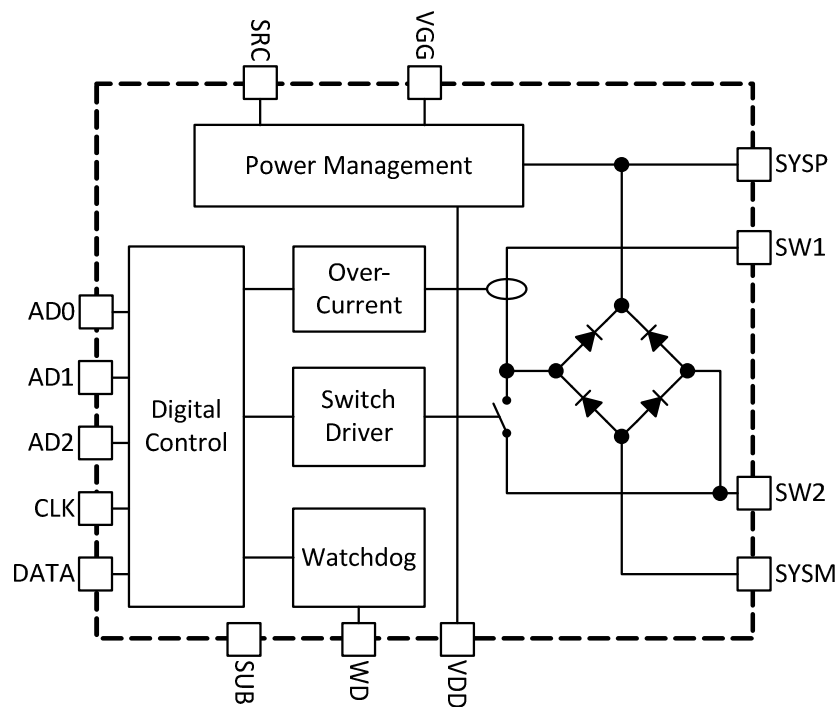 SRC
VGG
Power Management
SYSP
SW1
Over-
Current
AD0
AD1
Digital
Control
Switch
Driver
AD2
CLK
SW2
Watchdog
DATA
SYSM
SUB
WD
VDD